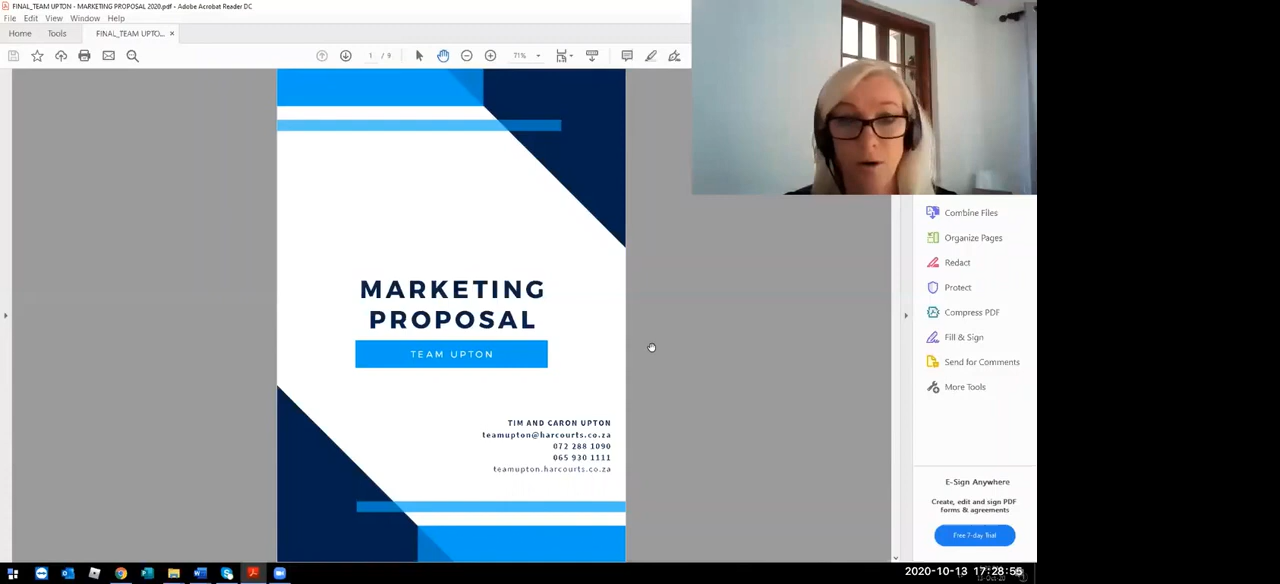 FINAL_TEAM UPTON - MARKETING PROPOSAL 2020.pdf - Adobe Acrobat Reader DC
File Edit View Window Help
Home Tools FINAL_TEAM UPTO... ×
1 / 9 71%
MARKETING
PROPOSAL
TEAM UPTON
TIM AND CARON UPTON
teamupton@harcourts.co.za
072 288 1090
065 930 1111
teamupton.harcourts.co.za
Combine Files
Organize Pages
Redact
Protect
Compress PDF
Fill & Sign
Send for Comments
More Tools
E-Sign Anywhere
Create, edit and sign PDF
forms & agreements
Free 7-day Trial
2020-10-13 17:28:55